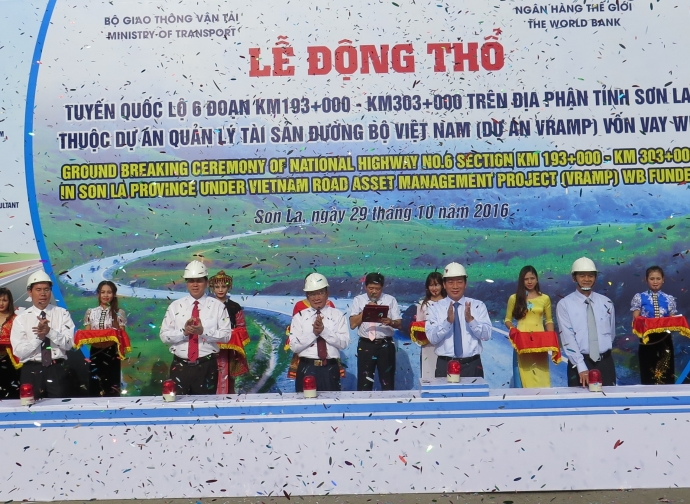 BỘ GIAO THÔNG VẬN TẢI
MINISTRY OF TRANSPORT
NGÂN HÀNG THẾ GIỚI
THE WORLD BANK
LỄ ĐỘNG THỔ
TUYẾN QUỐC LỘ 6 ĐOẠN KM193+000 - KM303+000 TRÊN ĐỊA PHẬN TỈNH SƠN LA
THUỘC DỰ ÁN QUẢN LÝ TÀI SẢN ĐƯỜNG BỘ VIỆT NAM (DỰ ÁN VRAMP) VỐN VAY W
GROUND BREAKING CEREMONY OF NATIONAL HIGHWAY NO.6 SECTION KM 193+000 - KM 303+00
IN SON LA PROVINCE UNDER VIETNAM ROAD ASSET MANAGEMENT PROJECT (VRAMP) WB FUNDE
Sơn La, ngày 29 tháng 10 năm 2016